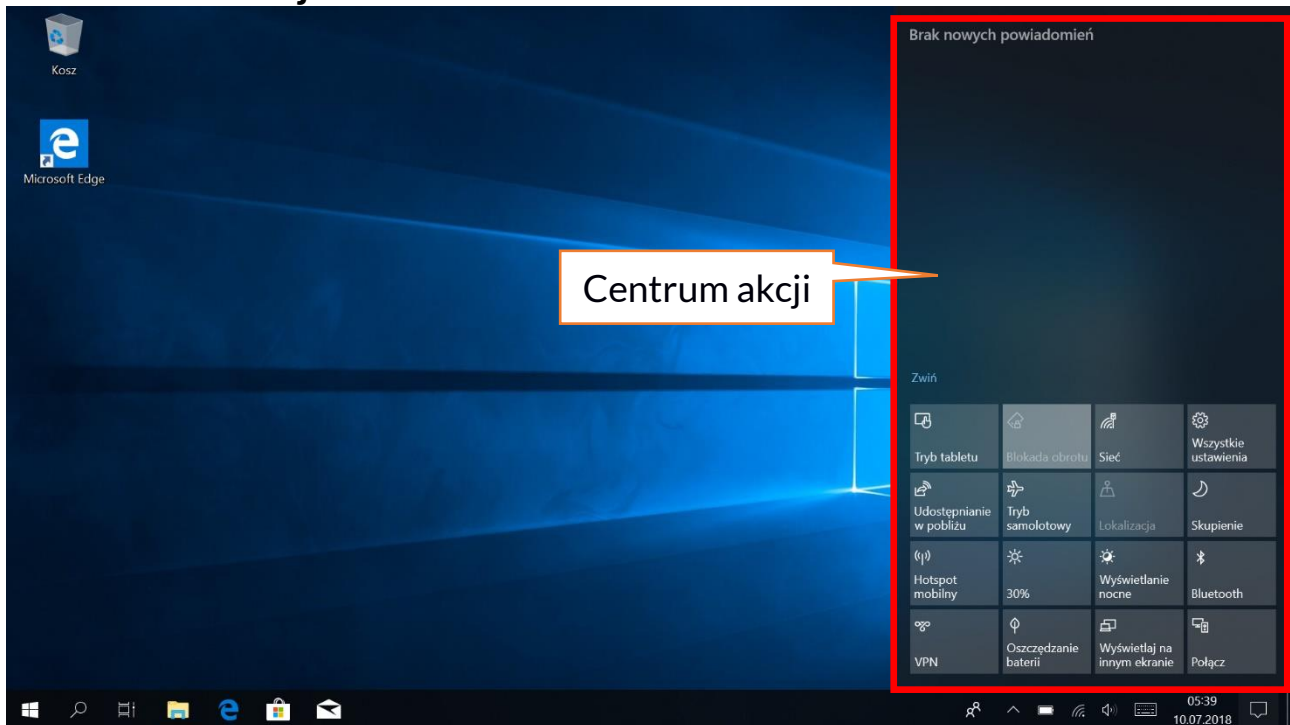 Kosz
Microsoft Edge
Brak nowych powiadomień
Centrum akcji
Zwiń
Tryb tabletu
Blokada obrotu
Sieć
Wszystkie
ustawienia
Udostępnianie
w pobliżu
Tryb
samolotowy
Lokalizacja
Skupienie
Hotspot
mobilny
30%
Wyświetlanie
nocne
Bluetooth
VPN
Oszczędzanie
baterii
Wyświetlaj na
innym ekranie
Połącz
05:39
10.07.2018